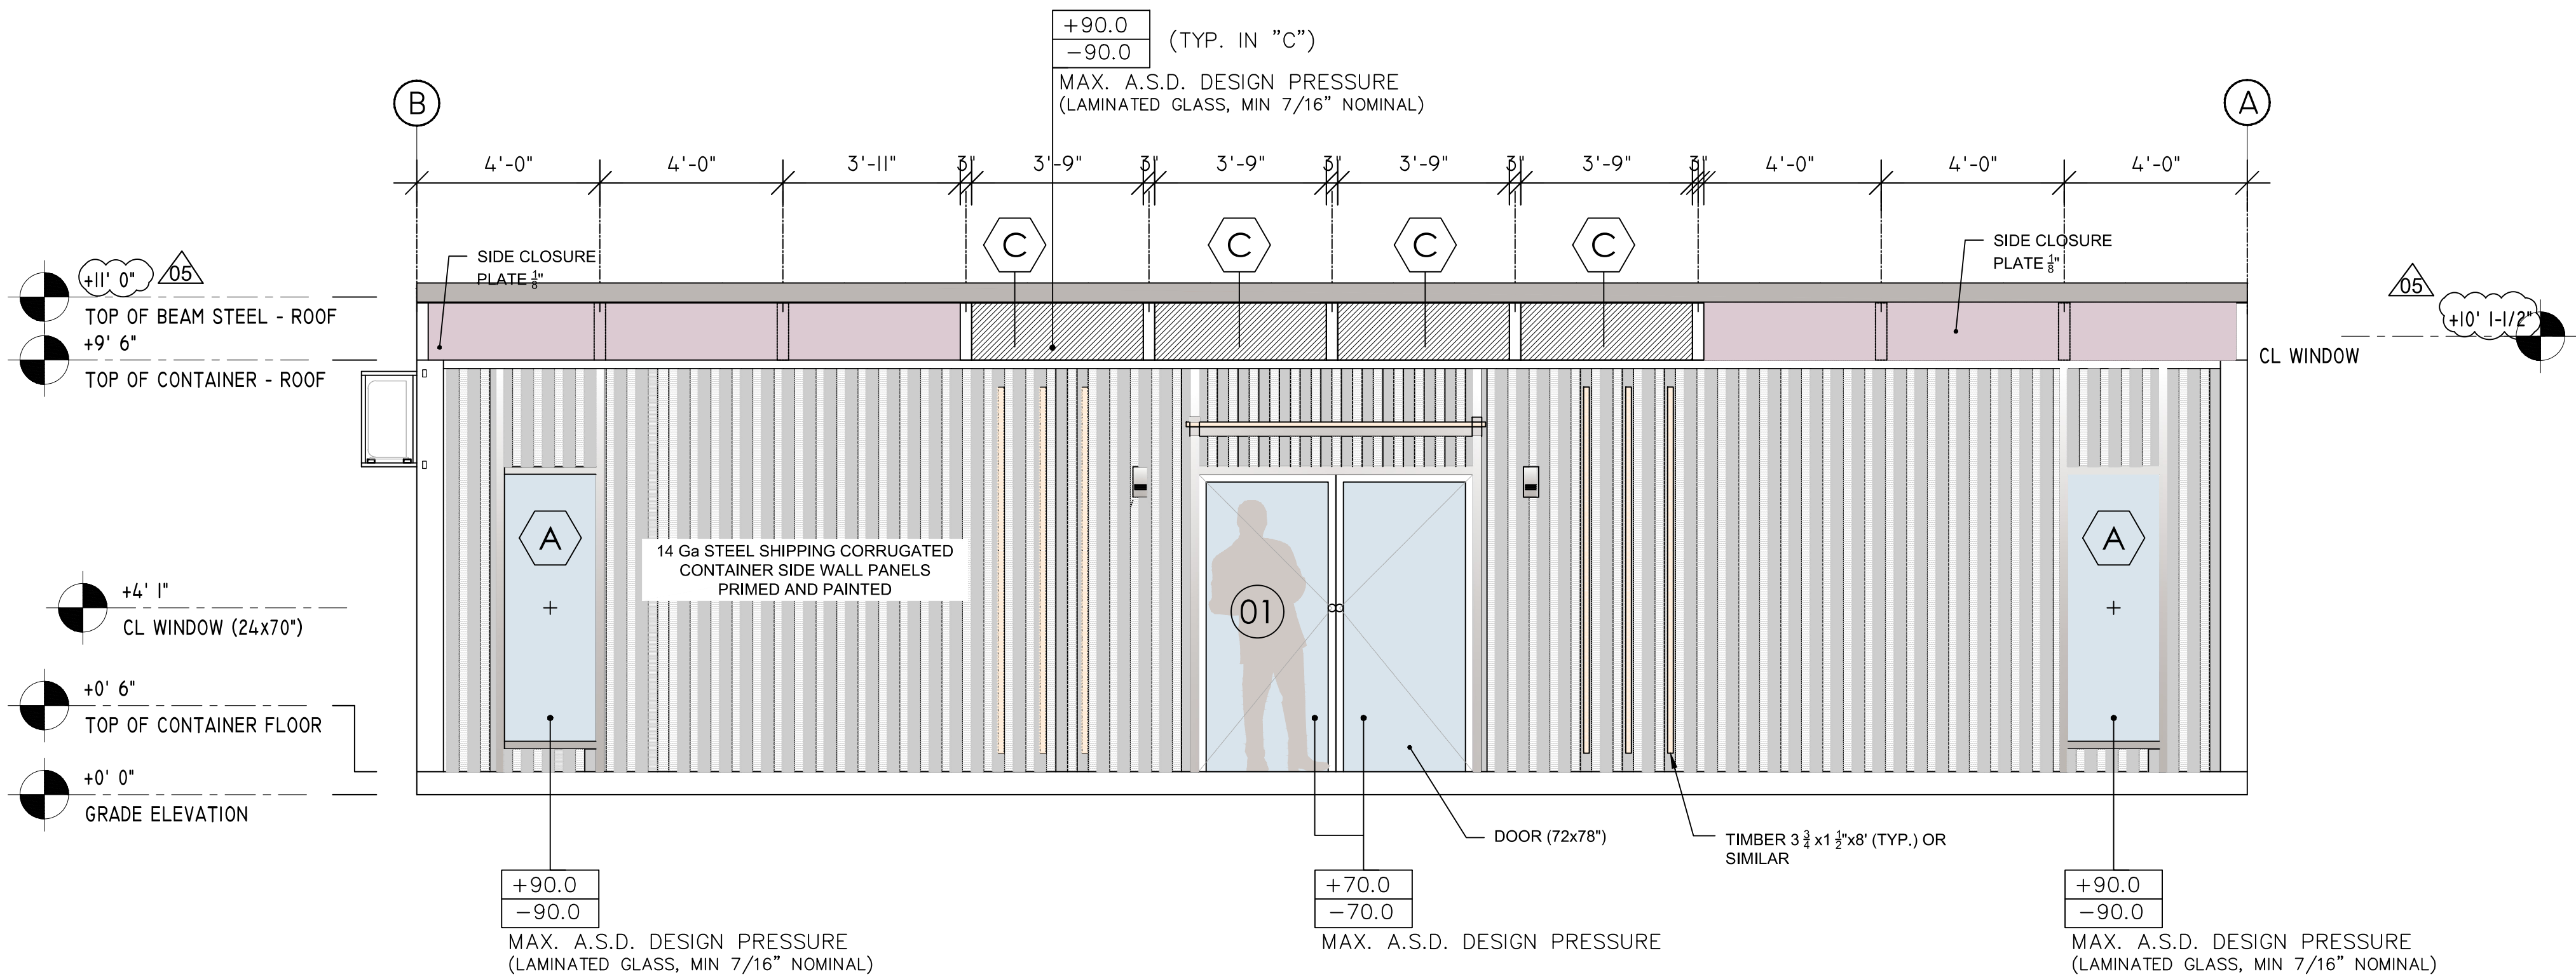 +90.0
-90.0
(TYP. IN "C")
MAX. A.S.D. DESIGN PRESSURE
(LAMINATED GLASS, MIN 7/16" NOMINAL)
B
A
4'-0"
4'-0"
3'-11"
3"
3'-9"
3"
3'-9"
3"
3'-9"
3"
3'-9"
3"
4'-0"
4'-0"
4'-0"
C
C
C
C
SIDE CLOSURE
PLATE 1/8"
SIDE CLOSURE
PLATE 1/8"
+11' 0"
05
TOP OF BEAM STEEL - ROOF
+9' 6"
TOP OF CONTAINER - ROOF
05
+10' 1-1/2"
CL WINDOW
A
A
14 Ga STEEL SHIPPING CORRUGATED
CONTAINER SIDE WALL PANELS
PRIMED AND PAINTED
01
+4' 1"
CL WINDOW (24x70")
+0' 6"
TOP OF CONTAINER FLOOR
+0' 0"
GRADE ELEVATION
DOOR (72x78")
TIMBER 3 3/4 x1 1/2"x8' (TYP.) OR
SIMILAR
+90.0
-90.0
MAX. A.S.D. DESIGN PRESSURE
(LAMINATED GLASS, MIN 7/16" NOMINAL)
+70.0
-70.0
MAX. A.S.D. DESIGN PRESSURE
+90.0
-90.0
MAX. A.S.D. DESIGN PRESSURE
(LAMINATED GLASS, MIN 7/16" NOMINAL)